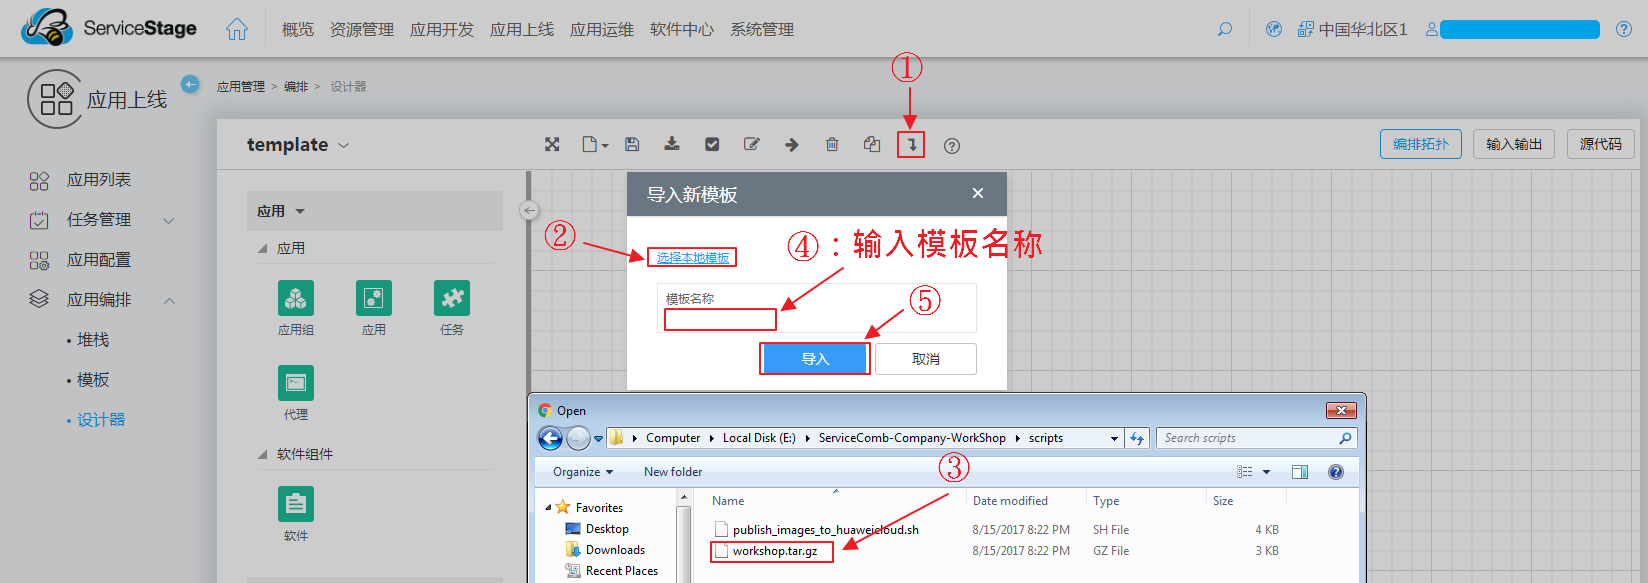 ServiceStage 概览 资源管理 应用开发 应用上线 应用运维 软件中心 系统管理 中国华北区1
应用上线
应用管理 > 编排 > 设计器
①
template
编排拓扑 输入输出 源代码
应用列表
任务管理
应用配置
应用编排
堆栈
模板
设计器
应用
应用
应用组 应用 任务
代理
软件组件
软件
导入新模板
②
选择本地模板
④：输入模板名称
模板名称
⑤
导入 取消
Open
Computer Local Disk (E:) ServiceComb-Company-WorkShop scripts Search scripts
Organize New folder
③
Name Date modified Type Size
Favorites
Desktop
Downloads
Recent Places
publish_images_to_huaweicloud.sh 8/15/2017 8:22 PM SH File 4 KB
workshop.tar.gz 8/15/2017 8:22 PM GZ File 3 KB